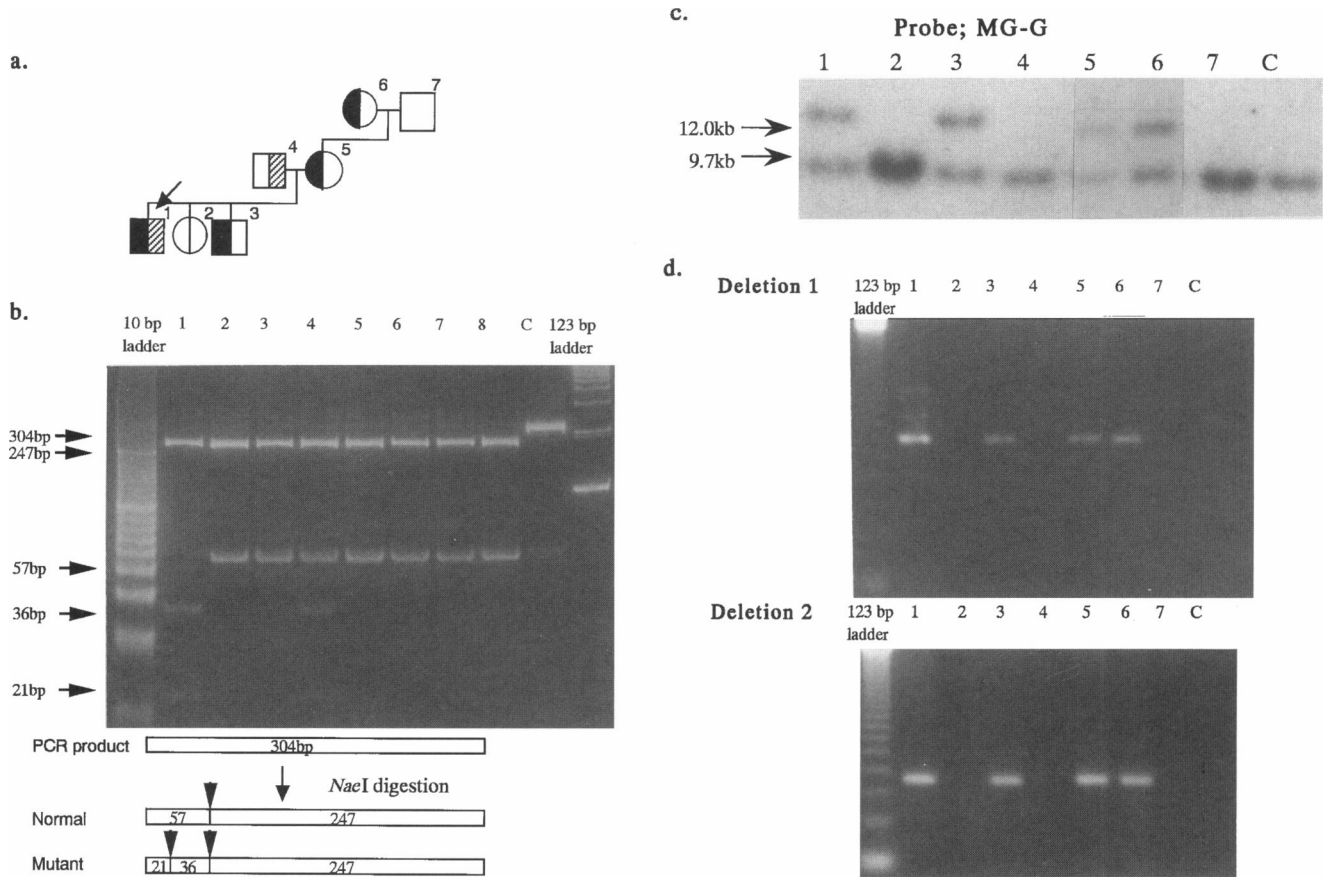 a.
6
7
4
5
1
2
3
b.
10 bp ladder 1 2 3 4 5 6 7 8 C 123 bp ladder
304bp
247bp
57bp
36bp
21bp
PCR product 304bp
NaeI digestion
Normal 57 247
Mutant 21 36 247
c.
Probe; MG-G
1 2 3 4 5 6 7 C
12.0kb
9.7kb
d.
Deletion 1 123 bp ladder 1 2 3 4 5 6 7 C
Deletion 2 123 bp ladder 1 2 3 4 5 6 7 C